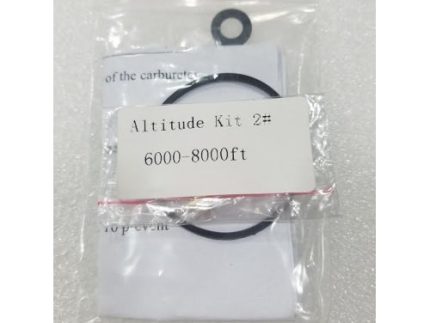 of the carburetor
Altitude Kit 2#
6000-8000ft
To prevent